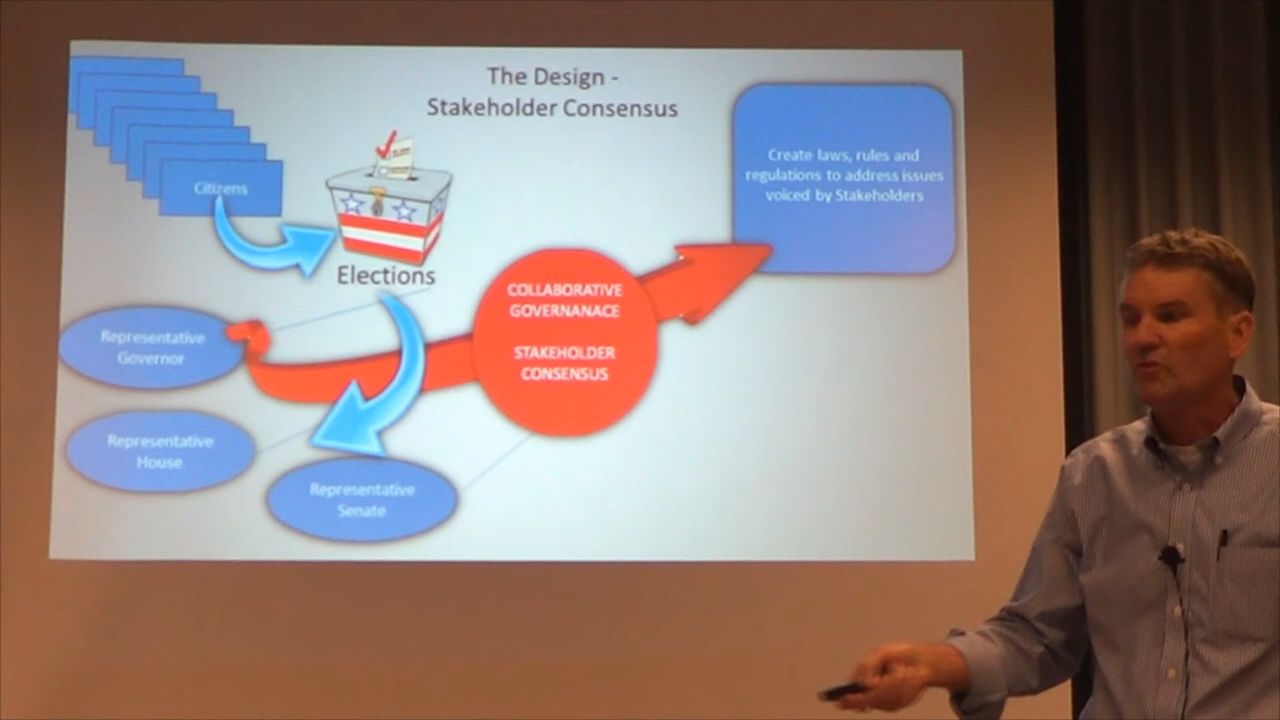 The Design -
Stakeholder Consensus
Citizens
Elections
Create laws, rules and
regulations to address issues
voiced by Stakeholders
COLLABORATIVE
GOVERNANACE
STAKEHOLDER
CONSENSUS
Representative
Governor
Representative
House
Representative
Senate